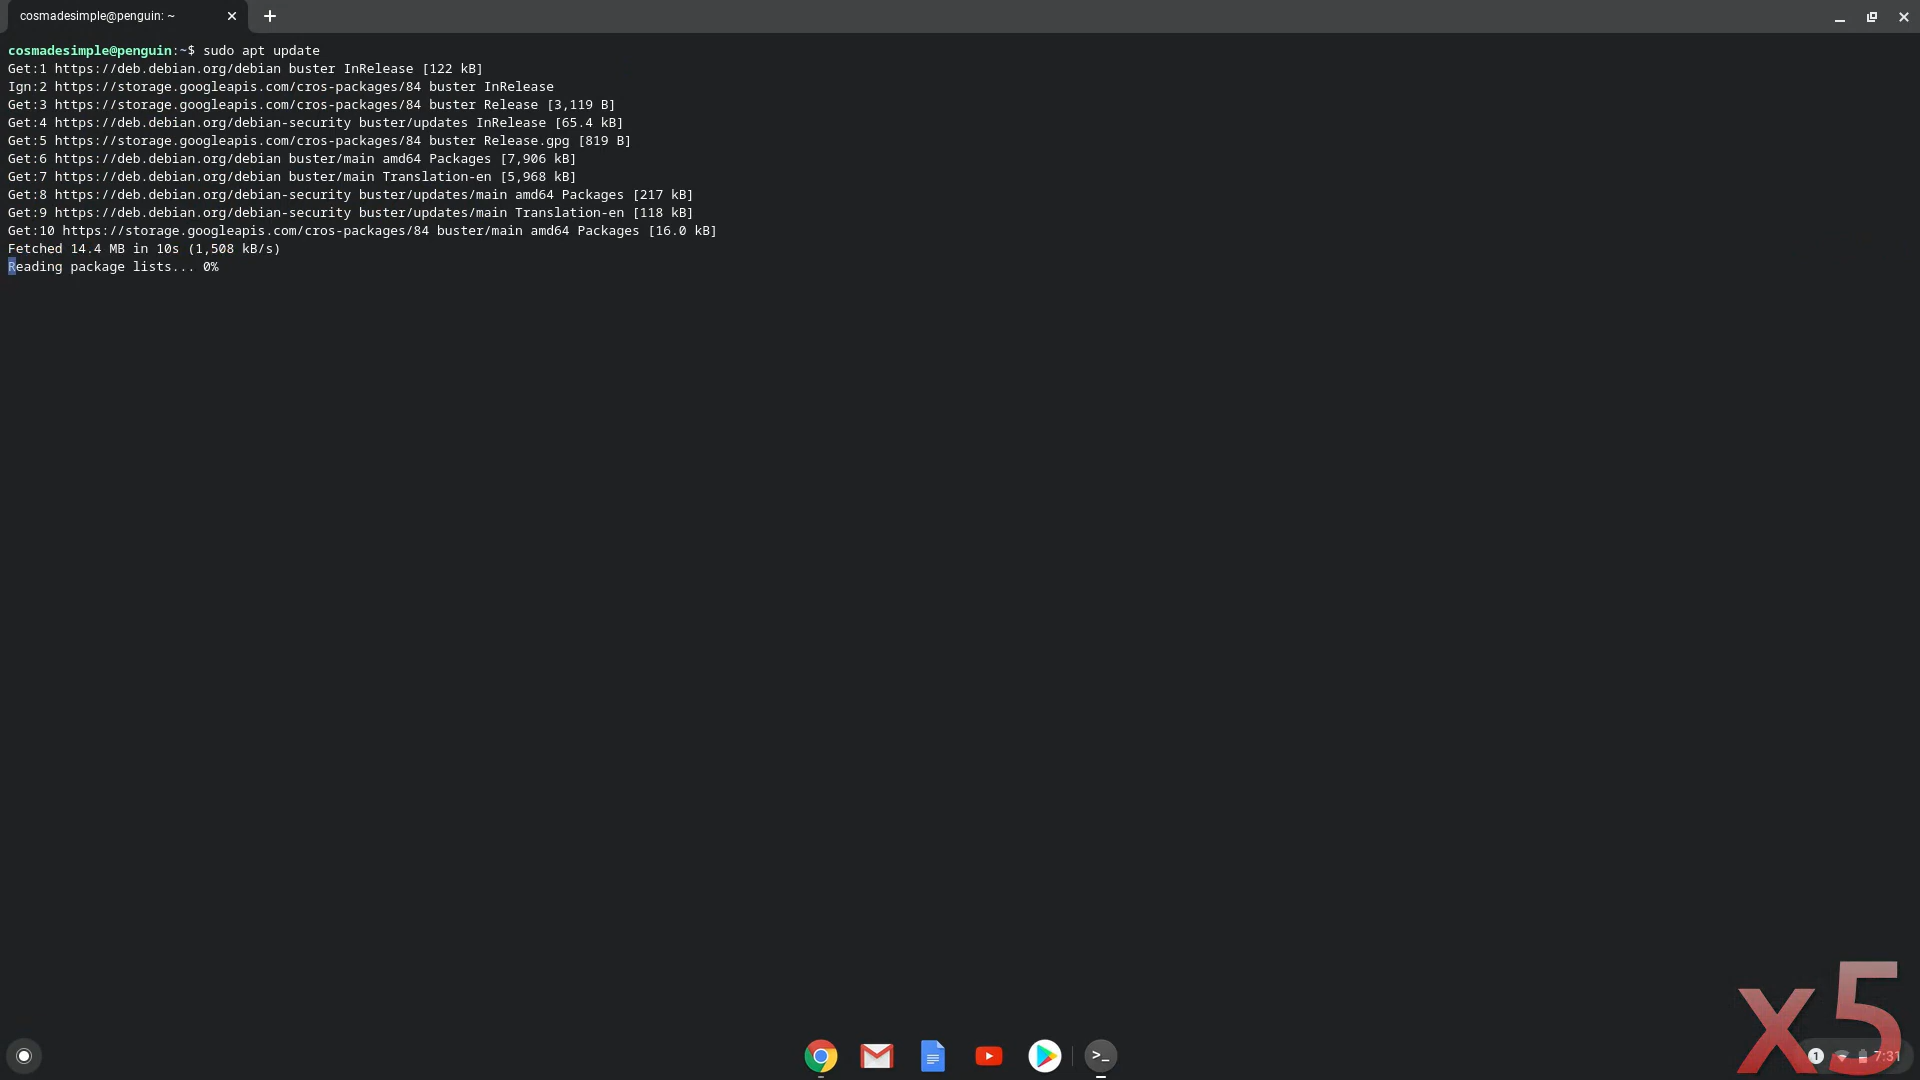 cosmadesimple@penguin: ~
cosmadesimple@penguin:~$ sudo apt update
Get:1 https://deb.debian.org/debian buster InRelease [122 kB]
Ign:2 https://storage.googleapis.com/cros-packages/84 buster InRelease
Get:3 https://storage.googleapis.com/cros-packages/84 buster Release [3,119 B]
Get:4 https://deb.debian.org/debian-security buster/updates InRelease [65.4 kB]
Get:5 https://storage.googleapis.com/cros-packages/84 buster Release.gpg [819 B]
Get:6 https://deb.debian.org/debian buster/main amd64 Packages [7,906 kB]
Get:7 https://deb.debian.org/debian buster/main Translation-en [5,968 kB]
Get:8 https://deb.debian.org/debian-security buster/updates/main amd64 Packages [217 kB]
Get:9 https://deb.debian.org/debian-security buster/updates/main Translation-en [118 kB]
Get:10 https://storage.googleapis.com/cros-packages/84 buster/main amd64 Packages [16.0 kB]
Fetched 14.4 MB in 10s (1,508 kB/s)
Reading package lists... 0%
x5
1 7:31